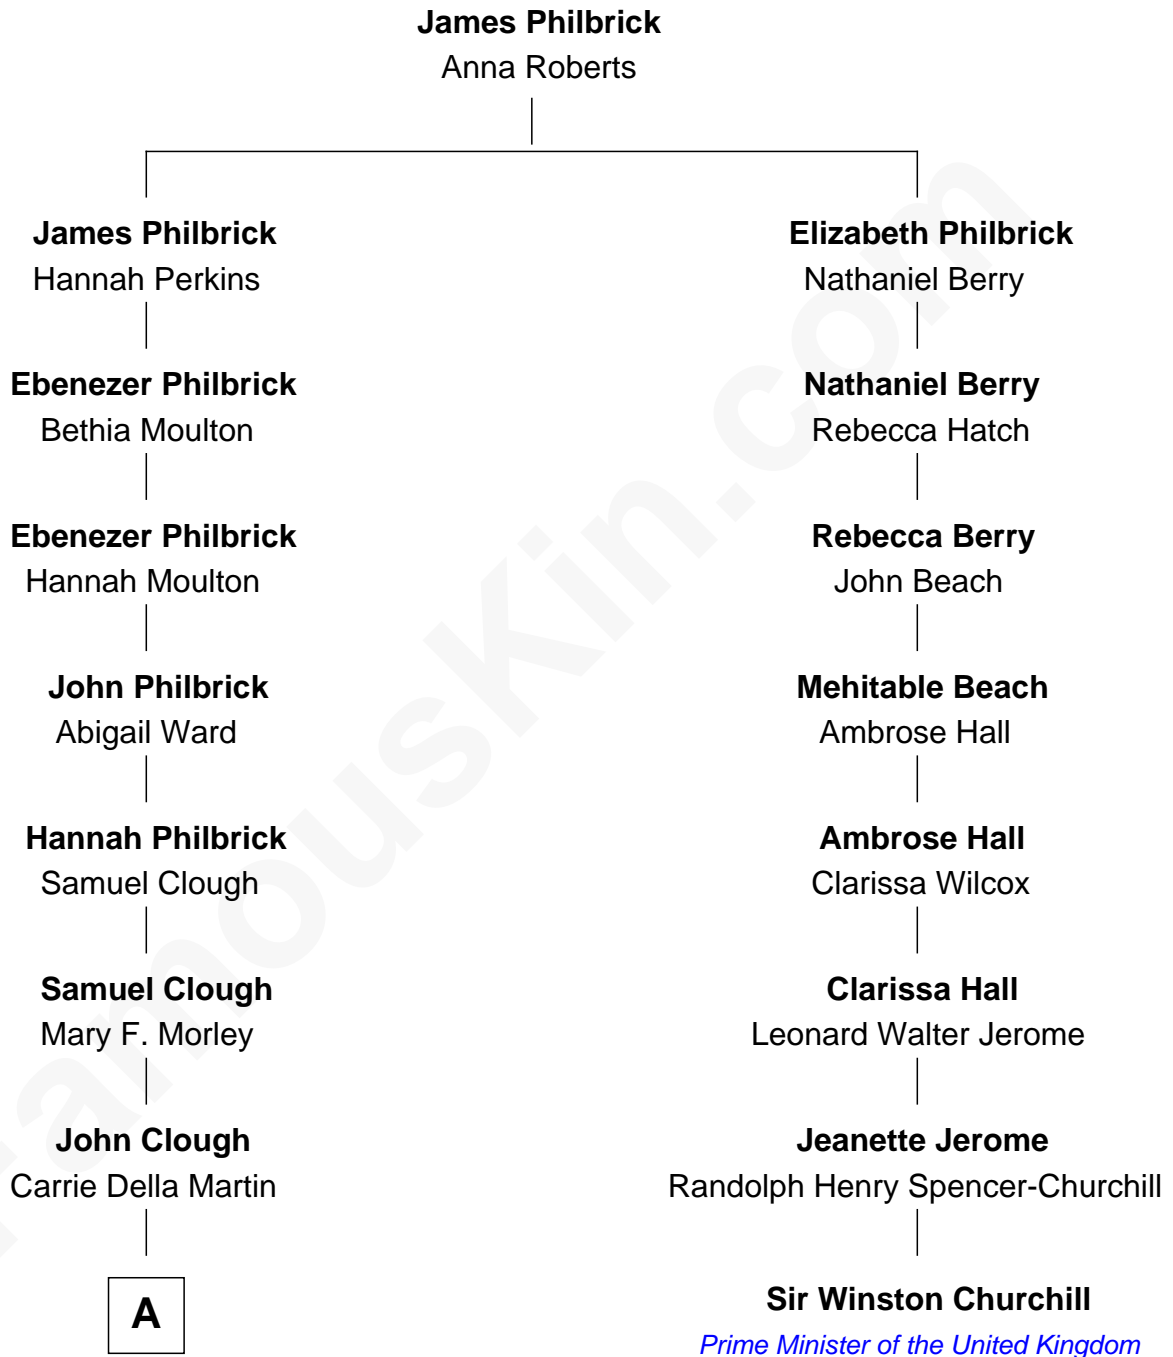 James Philbrick
Anna Roberts
James Philbrick
Hannah Perkins
Elizabeth Philbrick
Nathaniel Berry
Ebenezer Philbrick
Bethia Moulton
Nathaniel Berry
Rebecca Hatch
Ebenezer Philbrick
Hannah Moulton
Rebecca Berry
John Beach
John Philbrick
Abigail Ward
Mehitable Beach
Ambrose Hall
Hannah Philbrick
Samuel Clough
Ambrose Hall
Clarissa Wilcox
Samuel Clough
Mary F. Morley
Clarissa Hall
Leonard Walter Jerome
John Clough
Carrie Della Martin
Jeanette Jerome
Randolph Henry Spencer-Churchill
A
Sir Winston Churchill
Prime Minister of the United Kingdom
FamousKin.com